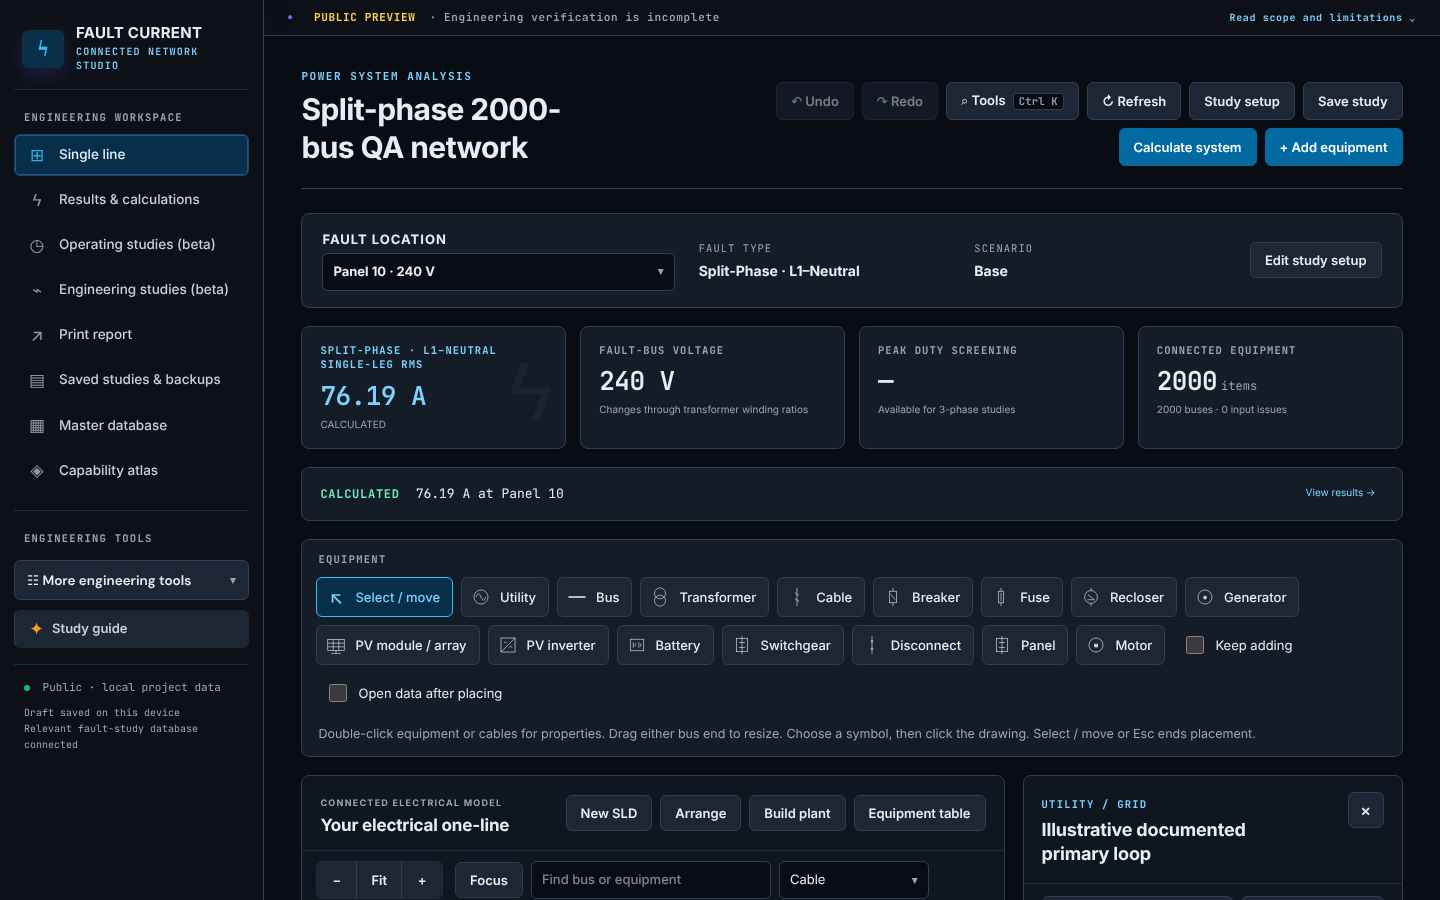 FAULT CURRENT
CONNECTED NETWORK
STUDIO
ENGINEERING WORKSPACE
Single line
Results & calculations
Operating studies (beta)
Engineering studies (beta)
Print report
Saved studies & backups
Master database
Capability atlas
ENGINEERING TOOLS
More engineering tools
Study guide
Public · local project data
Draft saved on this device
Relevant fault-study database
connected
PUBLIC PREVIEW · Engineering verification is incomplete
Read scope and limitations
POWER SYSTEM ANALYSIS
Split-phase 2000-
bus QA network
Undo
Redo
Tools Ctrl K
Refresh
Study setup
Save study
Calculate system
+ Add equipment
FAULT LOCATION
Panel 10 · 240 V
FAULT TYPE
Split-Phase · L1–Neutral
SCENARIO
Base
Edit study setup
SPLIT-PHASE · L1–NEUTRAL
SINGLE-LEG RMS
76.19 A
CALCULATED
FAULT-BUS VOLTAGE
240 V
Changes through transformer winding ratios
PEAK DUTY SCREENING
—
Available for 3-phase studies
CONNECTED EQUIPMENT
2000 items
2000 buses · 0 input issues
CALCULATED 76.19 A at Panel 10
View results →
EQUIPMENT
Select / move
Utility
Bus
Transformer
Cable
Breaker
Fuse
Recloser
Generator
PV module / array
PV inverter
Battery
Switchgear
Disconnect
Panel
Motor
Keep adding
Open data after placing
Double-click equipment or cables for properties. Drag either bus end to resize. Choose a symbol, then click the drawing. Select / move or Esc ends placement.
CONNECTED ELECTRICAL MODEL
Your electrical one-line
New SLD
Arrange
Build plant
Equipment table
−
Fit
+
Focus
Find bus or equipment
Cable
UTILITY / GRID
Illustrative documented
primary loop
×